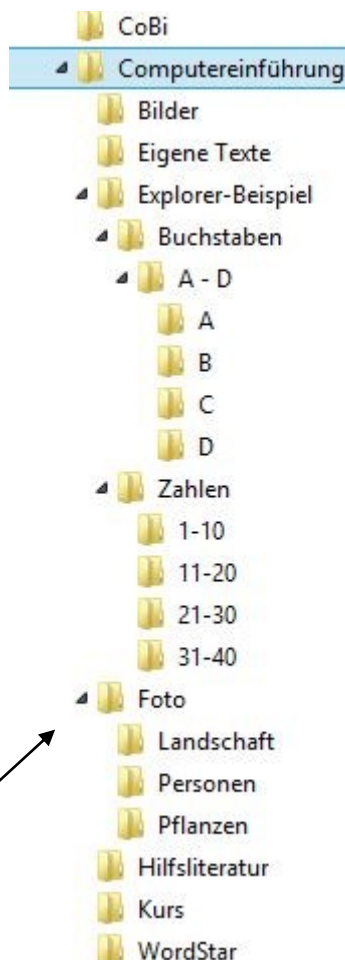 CoBi
Computereinführung
Bilder
Eigene Texte
Explorer-Beispiel
Buchstaben
A - D
A
B
C
D
Zahlen
1-10
11-20
21-30
31-40
Foto
Landschaft
Personen
Pflanzen
Hilfsliteratur
Kurs
WordStar